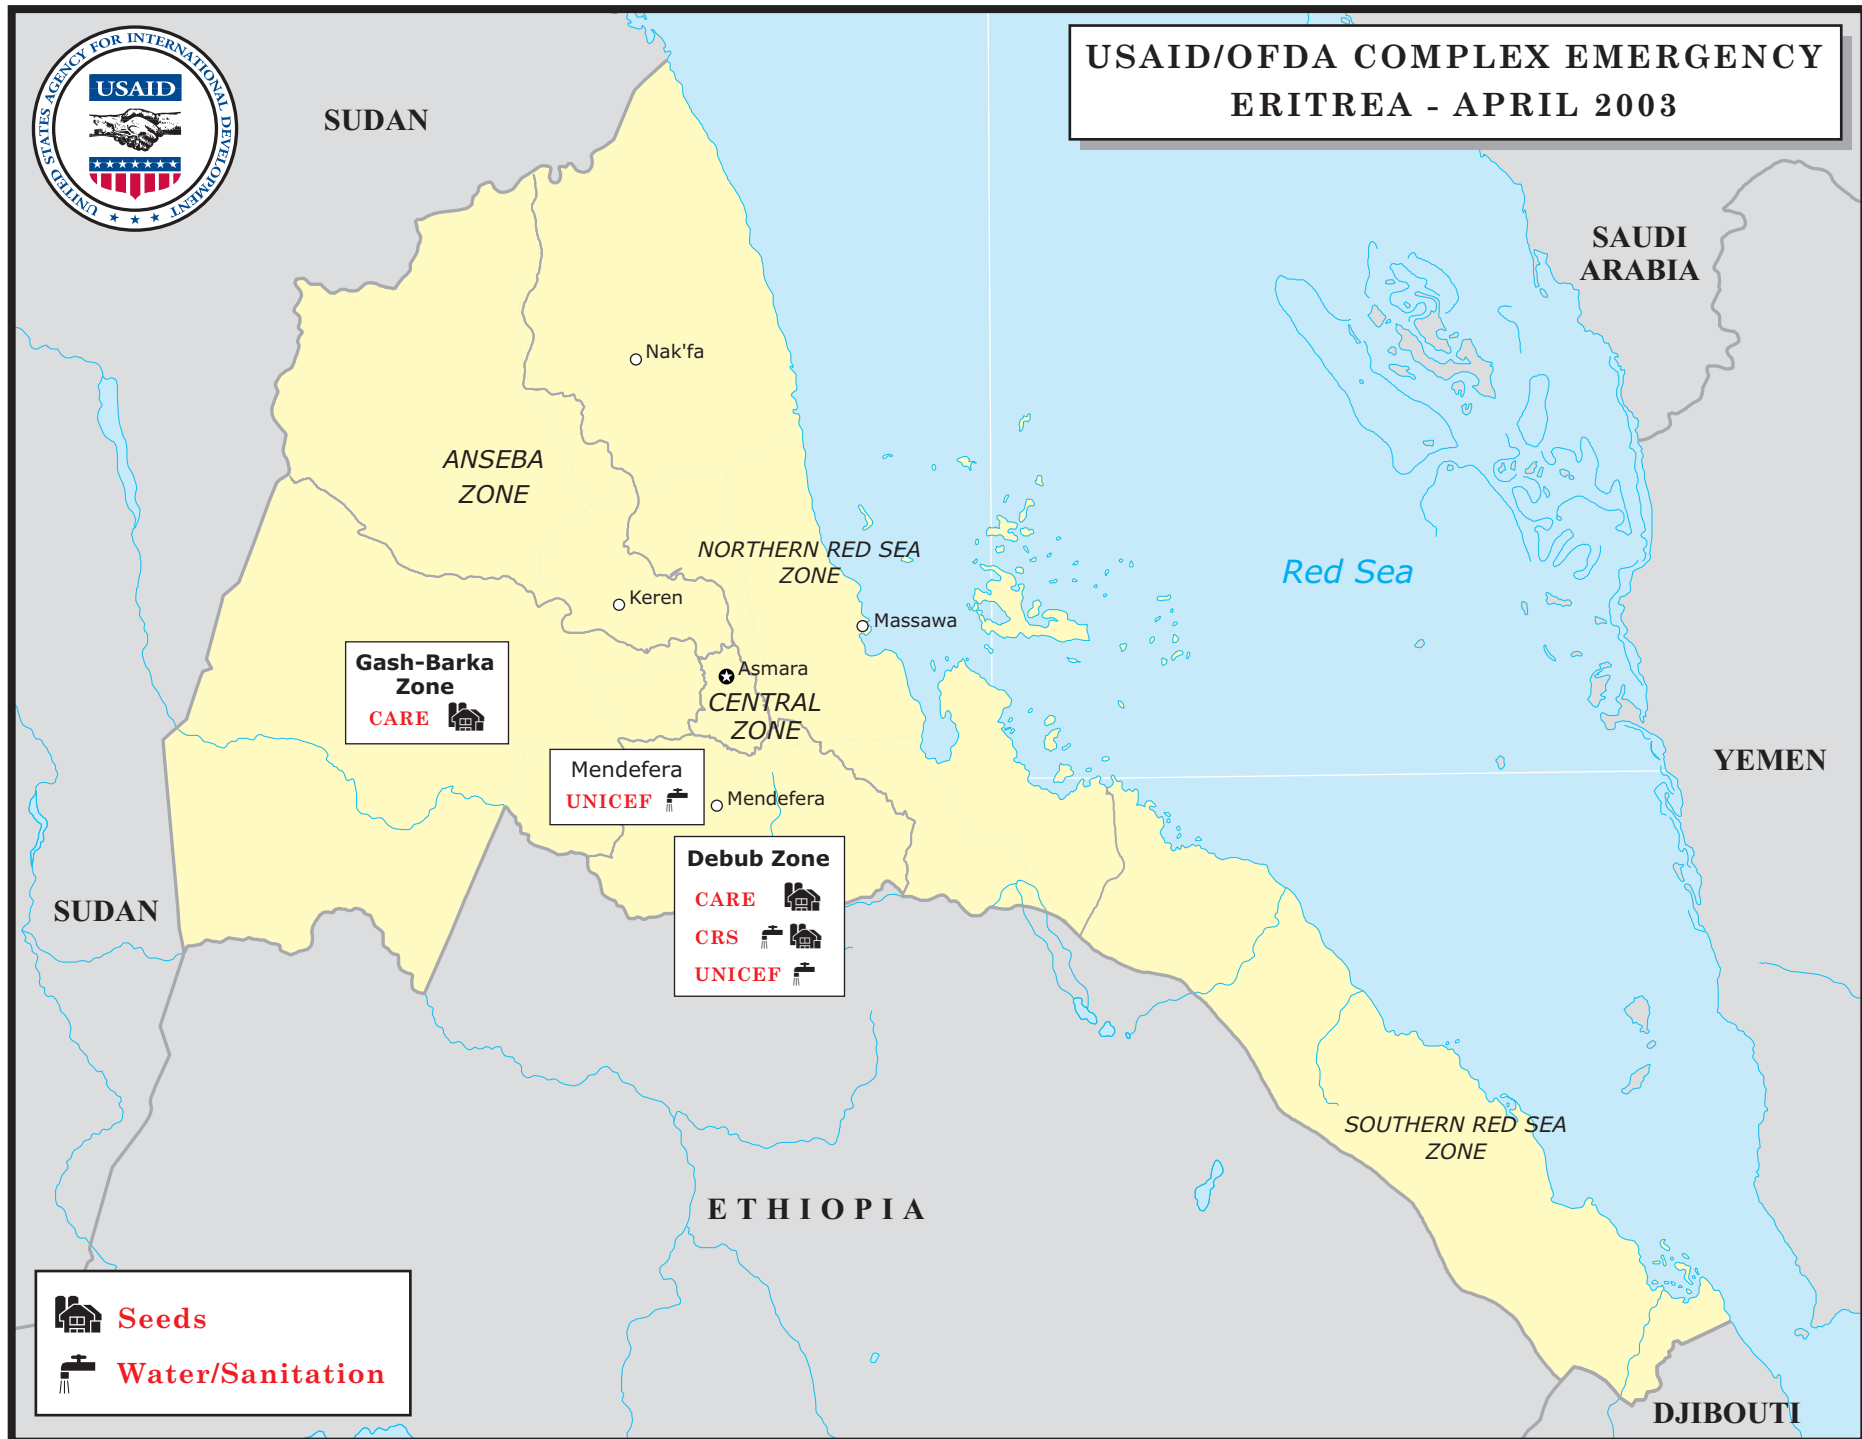 UNITED STATES AGENCY FOR INTERNATIONAL DEVELOPMENT
USAID
USAID/OFDA COMPLEX EMERGENCY
ERITREA - APRIL 2003
SUDAN
SAUDI
ARABIA
Nak'fa
ANSEBA
ZONE
NORTHERN RED SEA
ZONE
Red Sea
Keren
Massawa
Gash-Barka
Zone
CARE
Asmara
CENTRAL
ZONE
YEMEN
Mendefera
UNICEF
Mendefera
Debub Zone
CARE
CRS
UNICEF
SUDAN
SOUTHERN RED SEA
ZONE
ETHIOPIA
Seeds
Water/Sanitation
DJIBOUTI